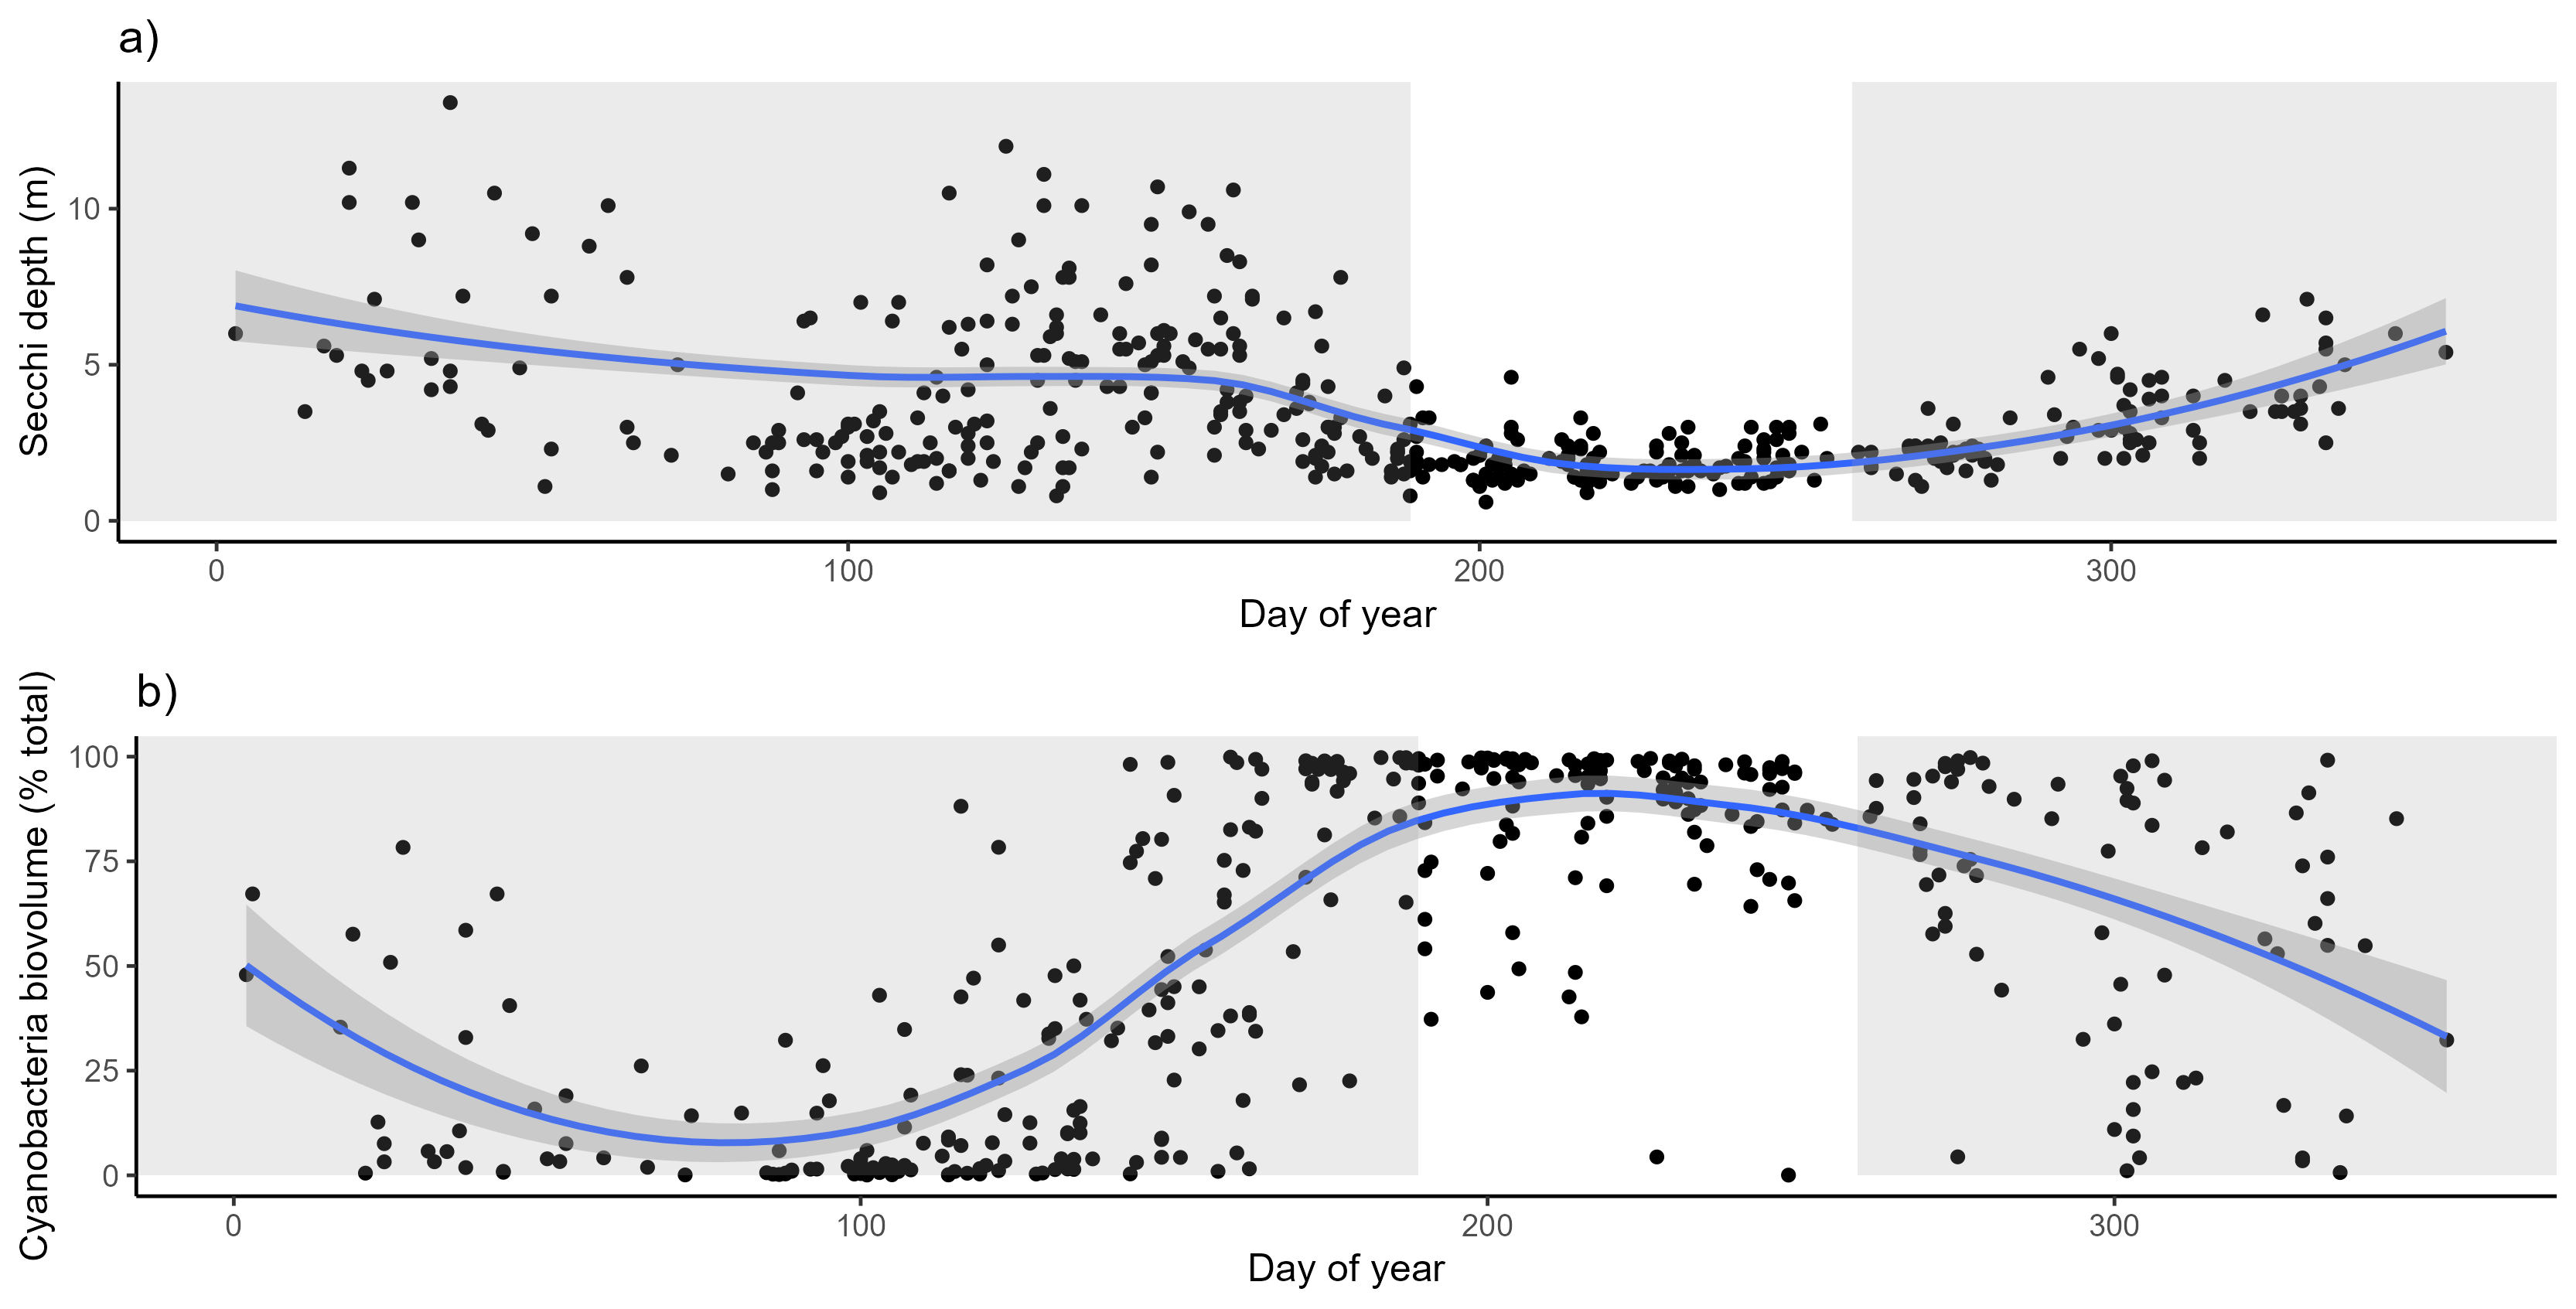 a)
Secchi depth (m)
10
5
0
0 100 200 300
Day of year
b)
Cyanobacteria biovolume (% total)
100
75
50
25
0
0 100 200 300
Day of year